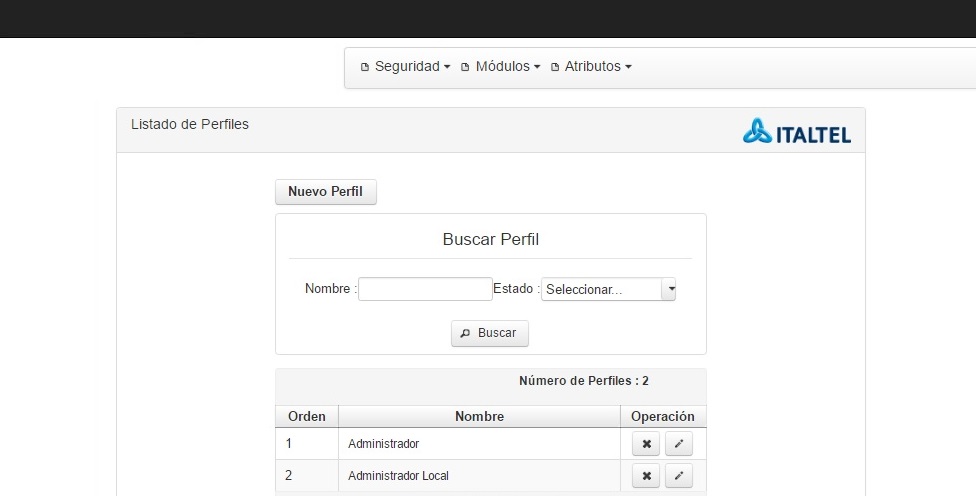 Seguridad Módulos Atributos
Listado de Perfiles
ITALTEL
Nuevo Perfil
Buscar Perfil
Nombre : Estado : Seleccionar...
Buscar
Número de Perfiles : 2
Orden Nombre Operación
1 Administrador
2 Administrador Local